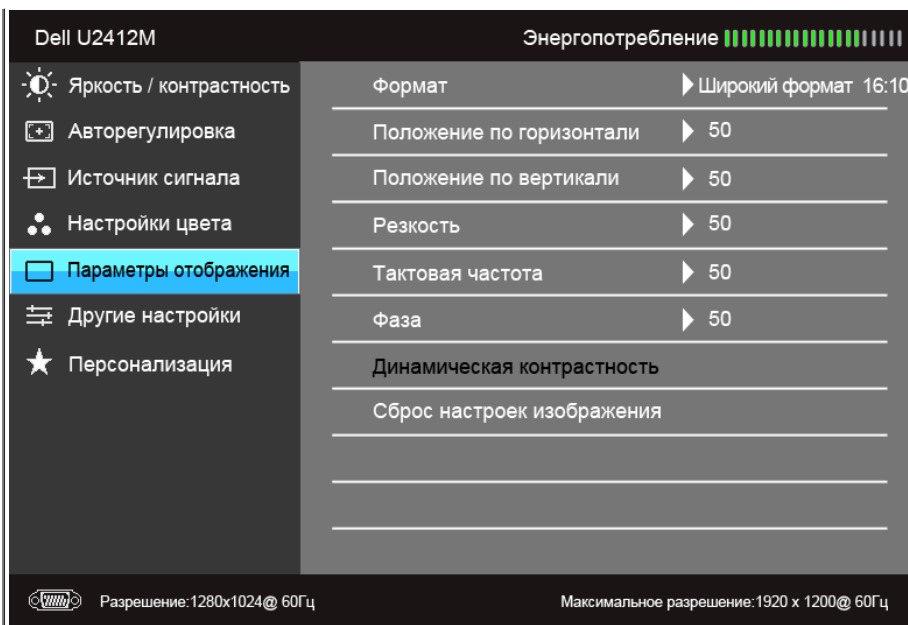 Dell U2412M Энергопотребление
Яркость / контрастность
Формат Широкий формат 16:10
Авторегулировка
Положение по горизонтали 50
Источник сигнала
Положение по вертикали 50
Настройки цвета
Резкость 50
Параметры отображения
Тактовая частота 50
Другие настройки
Фаза 50
Персонализация
Динамическая контрастность
Сброс настроек изображения
Разрешение:1280x1024@ 60Гц Максимальное разрешение:1920 x 1200@ 60Гц